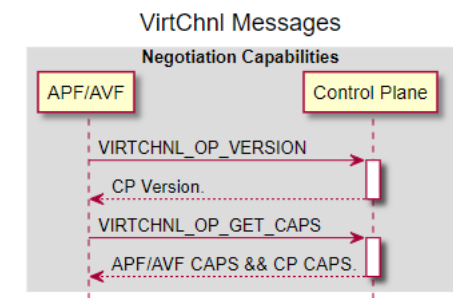 VirtChnl Messages
Negotiation Capabilities
APF/AVF
Control Plane
VIRTCHNL_OP_VERSION
CP Version.
VIRTCHNL_OP_GET_CAPS
APF/AVF CAPS && CP CAPS.